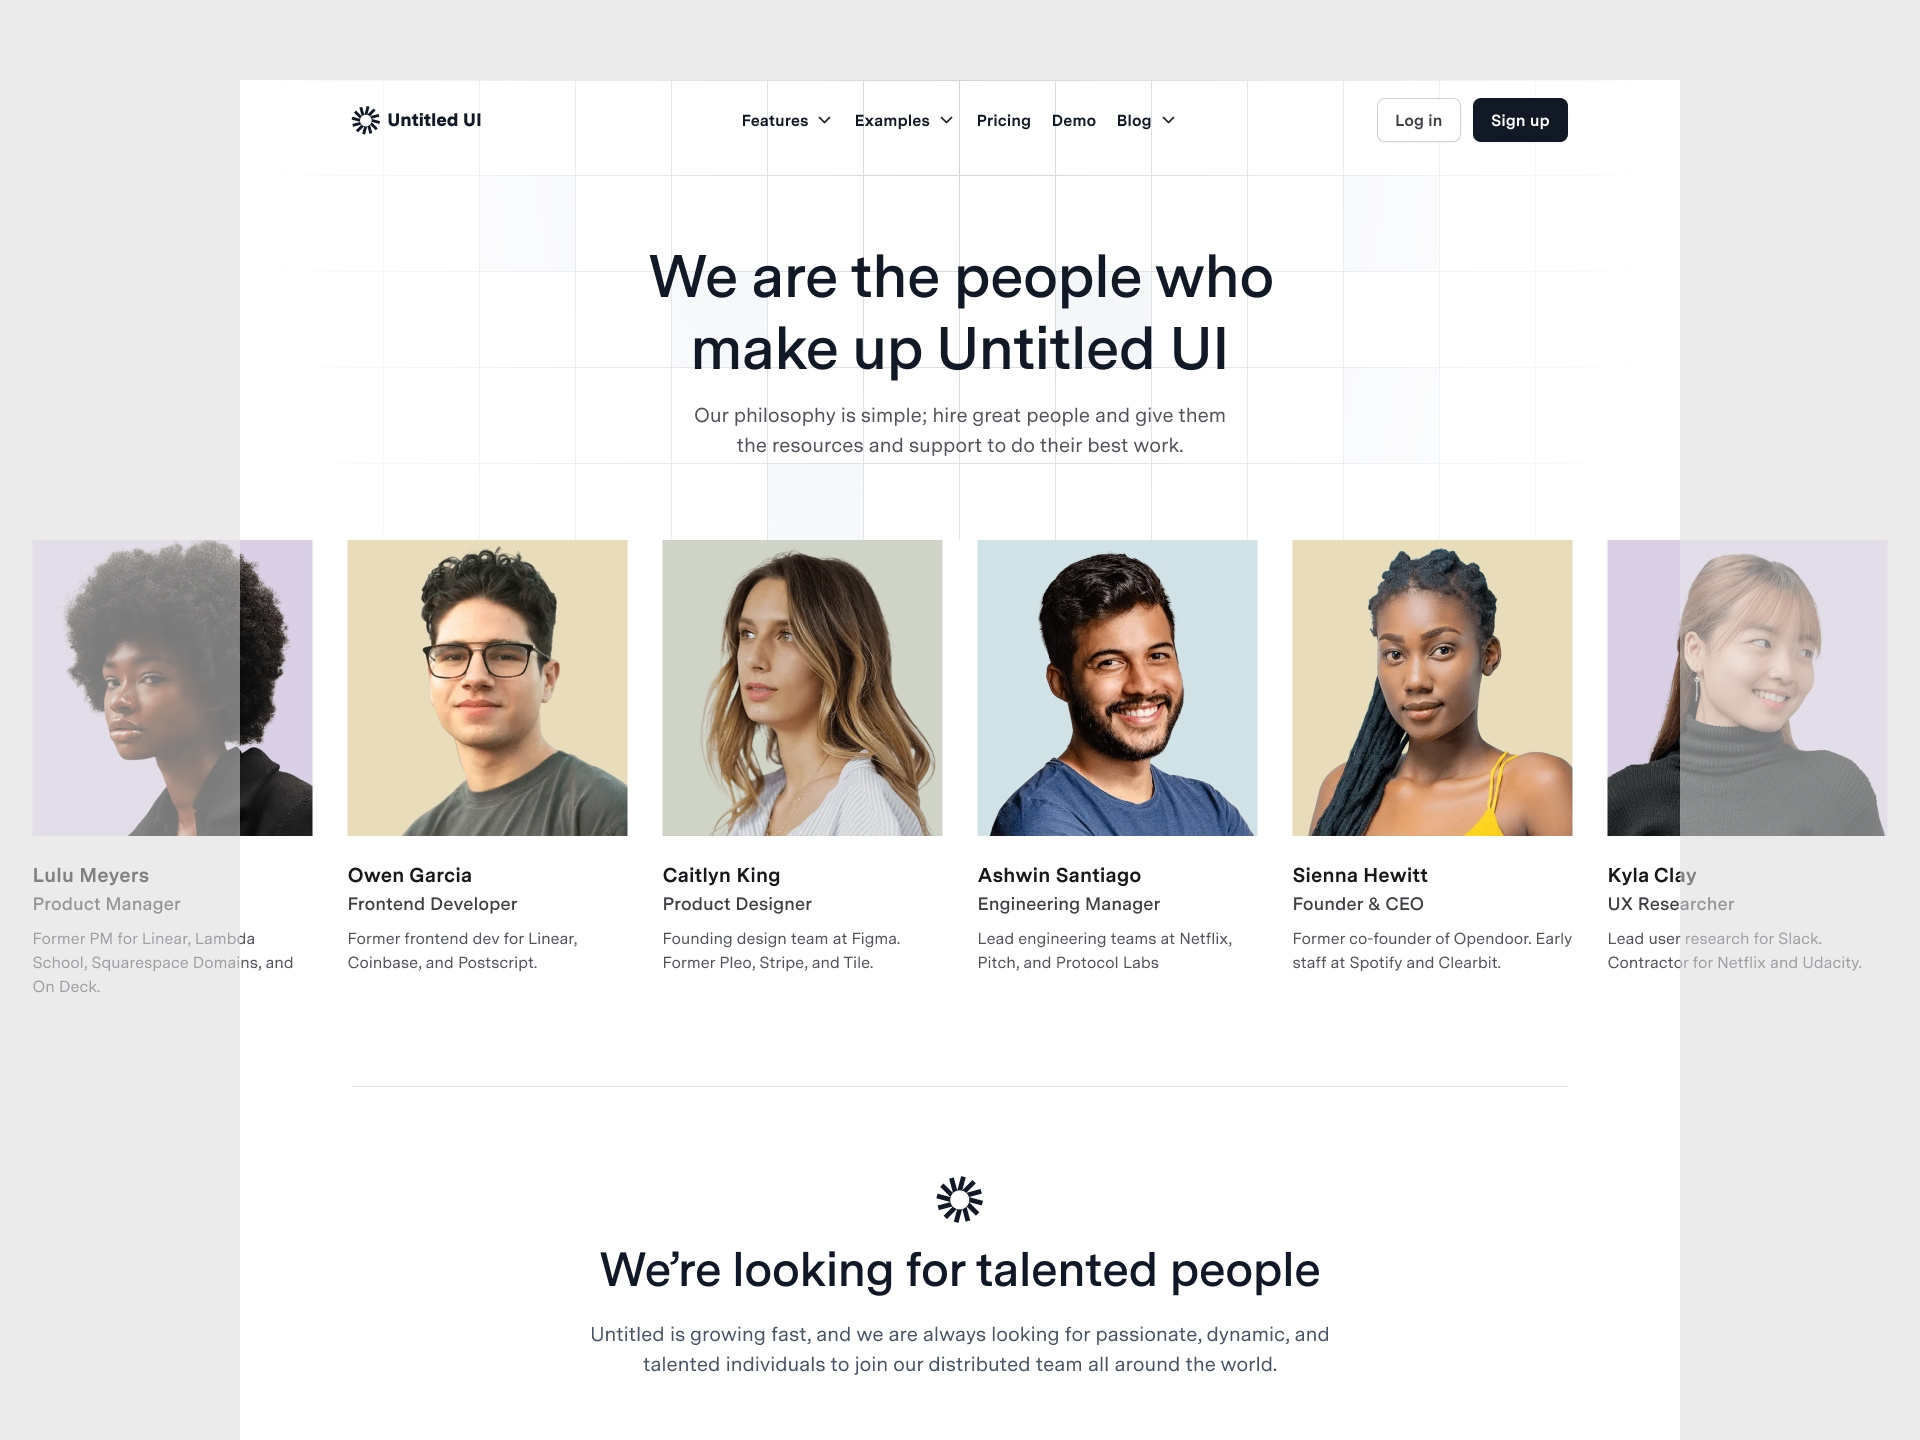 Untitled UI
Features
Examples
Pricing
Demo
Blog
Log in
Sign up
We are the people who
make up Untitled UI
Our philosophy is simple; hire great people and give them
the resources and support to do their best work.
Lulu Meyers
Product Manager
Former PM for Linear, Lambda
School, Squarespace Domains, and
On Deck.
Owen Garcia
Frontend Developer
Former frontend dev for Linear,
Coinbase, and Postscript.
Caitlyn King
Product Designer
Founding design team at Figma.
Former Pleo, Stripe, and Tile.
Ashwin Santiago
Engineering Manager
Lead engineering teams at Netflix,
Pitch, and Protocol Labs
Sienna Hewitt
Founder & CEO
Former co-founder of Opendoor. Early
staff at Spotify and Clearbit.
Kyla Clay
UX Researcher
Lead user research for Slack.
Contractor for Netflix and Udacity.
We’re looking for talented people
Untitled is growing fast, and we are always looking for passionate, dynamic, and
talented individuals to join our distributed team all around the world.